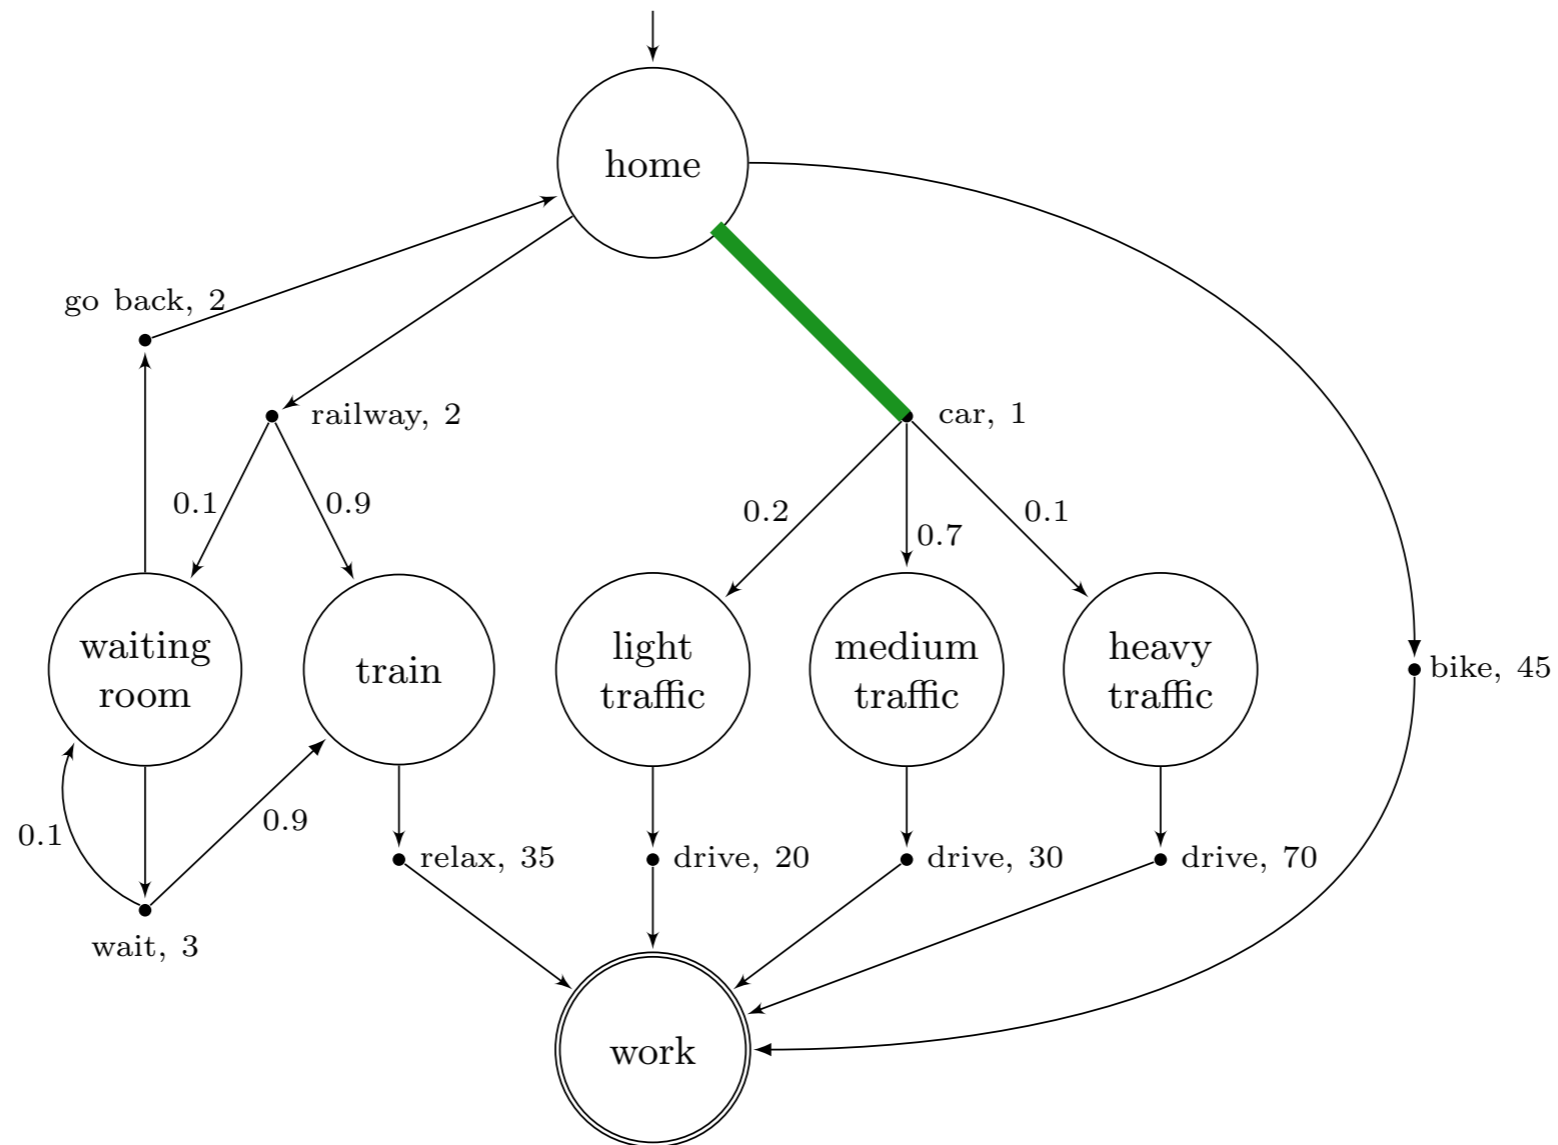 home
go back, 2
railway, 2
car, 1
0.1
0.9
0.2
0.7
0.1
waiting
room
train
light
traffic
medium
traffic
heavy
traffic
bike, 45
0.1
0.9
relax, 35
drive, 20
drive, 30
drive, 70
wait, 3
work